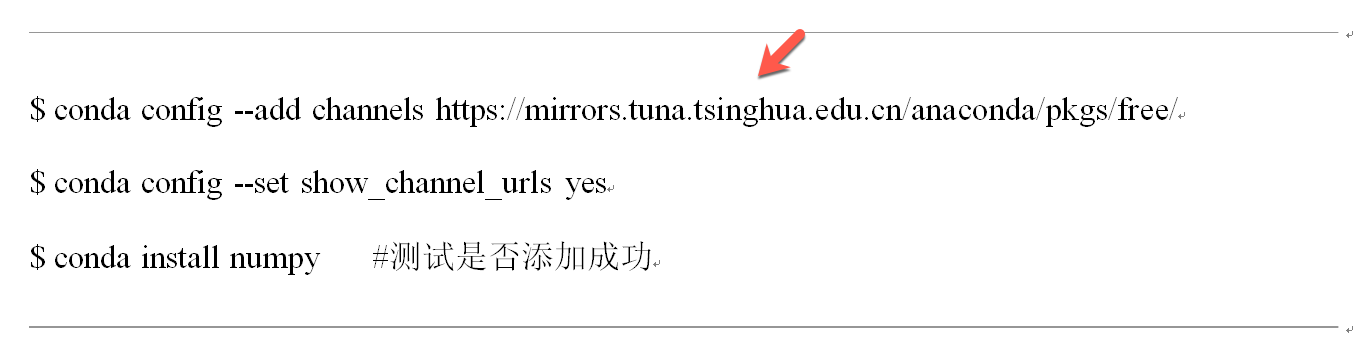 $ conda config --add channels https://mirrors.tuna.tsinghua.edu.cn/anaconda/pkgs/free/
$ conda config --set show_channel_urls yes
$ conda install numpy #测试是否添加成功